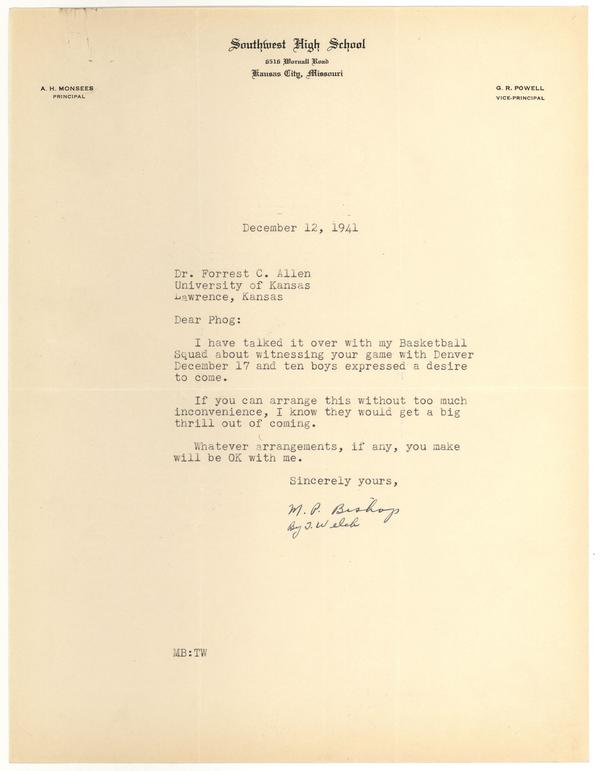 Southwest High School
6516 Wornall Road
Kansas City, Missouri
A. H. MONSEES
PRINCIPAL
G. R. POWELL
VICE-PRINCIPAL
December 12, 1941
Dr. Forrest C. Allen
University of Kansas
Lawrence, Kansas
Dear Phog:
I have talked it over with my Basketball
Squad about witnessing your game with Denver
December 17 and ten boys expressed a desire
to come.
If you can arrange this without too much
inconvenience, I know they would get a big
thrill out of coming.
Whatever arrangements, if any, you make
will be OK with me.
Sincerely yours,
M. P. Bishop
By T. Welch
MB:TW